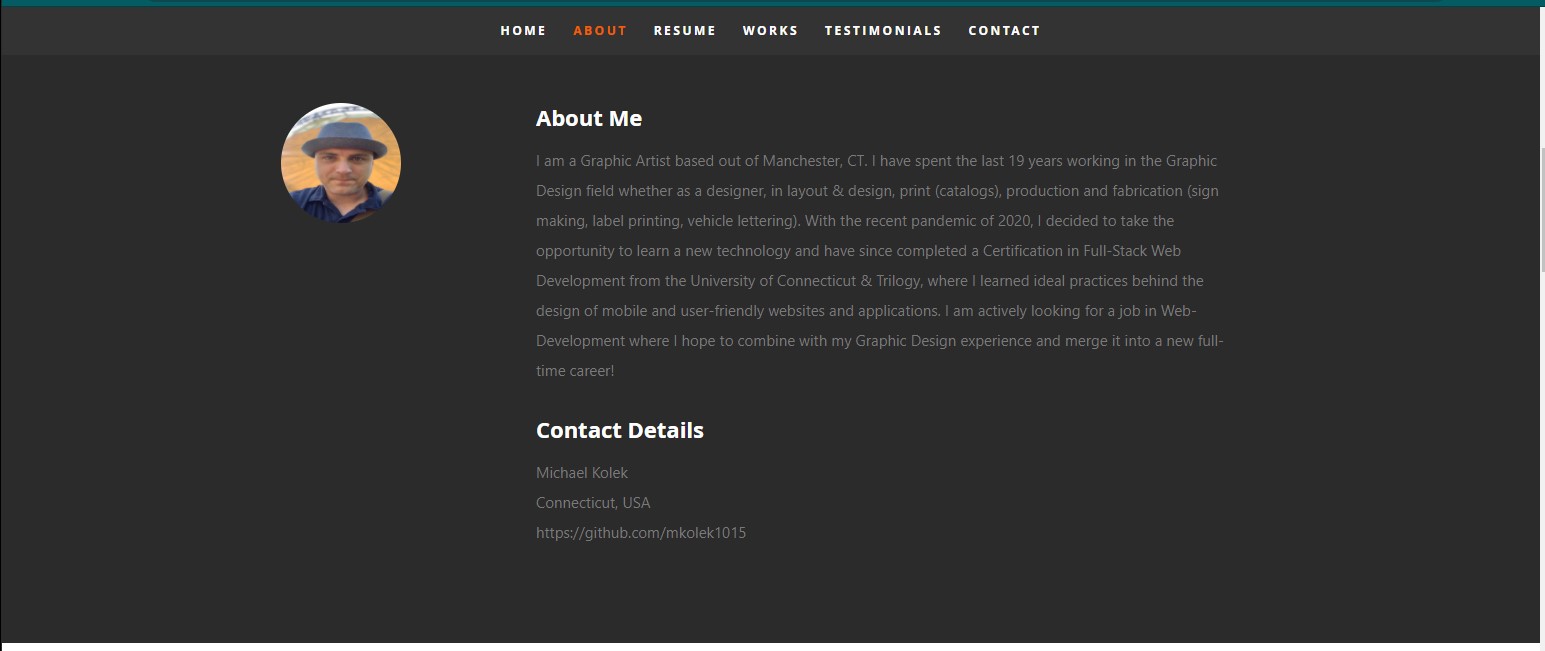 HOME ABOUT RESUME WORKS TESTIMONIALS CONTACT
About Me
I am a Graphic Artist based out of Manchester, CT. I have spent the last 19 years working in the Graphic
Design field whether as a designer, in layout & design, print (catalogs), production and fabrication (sign
making, label printing, vehicle lettering). With the recent pandemic of 2020, I decided to take the
opportunity to learn a new technology and have since completed a Certification in Full-Stack Web
Development from the University of Connecticut & Trilogy, where I learned ideal practices behind the
design of mobile and user-friendly websites and applications. I am actively looking for a job in Web-
Development where I hope to combine with my Graphic Design experience and merge it into a new full-
time career!
Contact Details
Michael Kolek
Connecticut, USA
https://github.com/mkolek1015